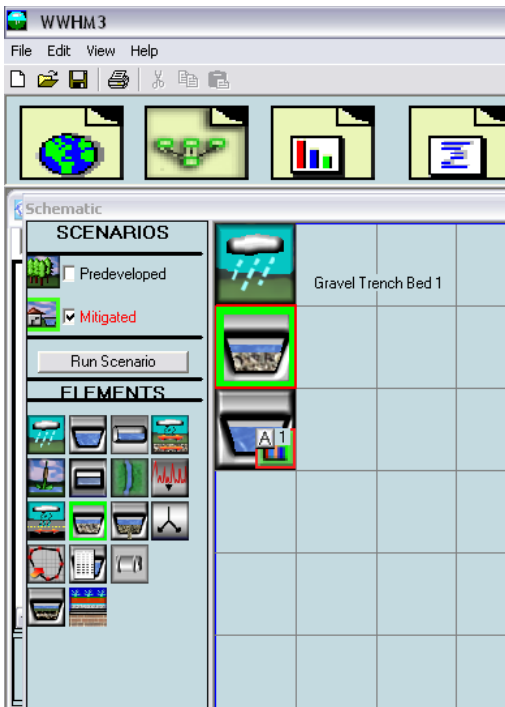 WWHM3
File Edit View Help
Schematic
SCENARIOS
Predeveloped
Gravel Trench Bed 1
Mitigated
Run Scenario
ELEMENTS
A 1